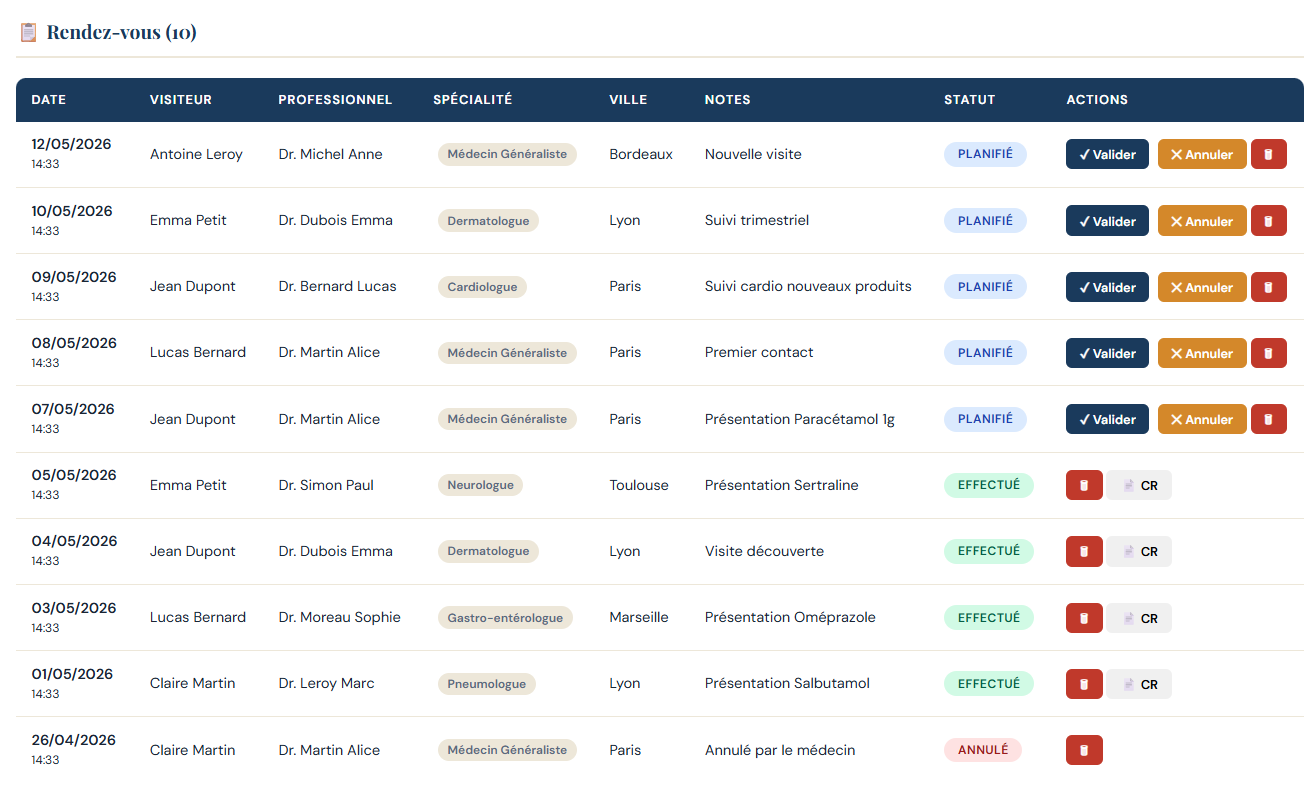 Rendez-vous (10)
DATE VISITEUR PROFESSIONNEL SPÉCIALITÉ VILLE NOTES STATUT ACTIONS
12/05/2026 14:33 Antoine Leroy Dr. Michel Anne Médecin Généraliste Bordeaux Nouvelle visite PLANIFIÉ ✓ Valider ✕ Annuler
10/05/2026 14:33 Emma Petit Dr. Dubois Emma Dermatologue Lyon Suivi trimestriel PLANIFIÉ ✓ Valider ✕ Annuler
09/05/2026 14:33 Jean Dupont Dr. Bernard Lucas Cardiologue Paris Suivi cardio nouveaux produits PLANIFIÉ ✓ Valider ✕ Annuler
08/05/2026 14:33 Lucas Bernard Dr. Martin Alice Médecin Généraliste Paris Premier contact PLANIFIÉ ✓ Valider ✕ Annuler
07/05/2026 14:33 Jean Dupont Dr. Martin Alice Médecin Généraliste Paris Présentation Paracétamol 1g PLANIFIÉ ✓ Valider ✕ Annuler
05/05/2026 14:33 Emma Petit Dr. Simon Paul Neurologue Toulouse Présentation Sertraline EFFECTUÉ CR
04/05/2026 14:33 Jean Dupont Dr. Dubois Emma Dermatologue Lyon Visite découverte EFFECTUÉ CR
03/05/2026 14:33 Lucas Bernard Dr. Moreau Sophie Gastro-entérologue Marseille Présentation Oméprazole EFFECTUÉ CR
01/05/2026 14:33 Claire Martin Dr. Leroy Marc Pneumologue Lyon Présentation Salbutamol EFFECTUÉ CR
26/04/2026 14:33 Claire Martin Dr. Martin Alice Médecin Généraliste Paris Annulé par le médecin ANNULÉ